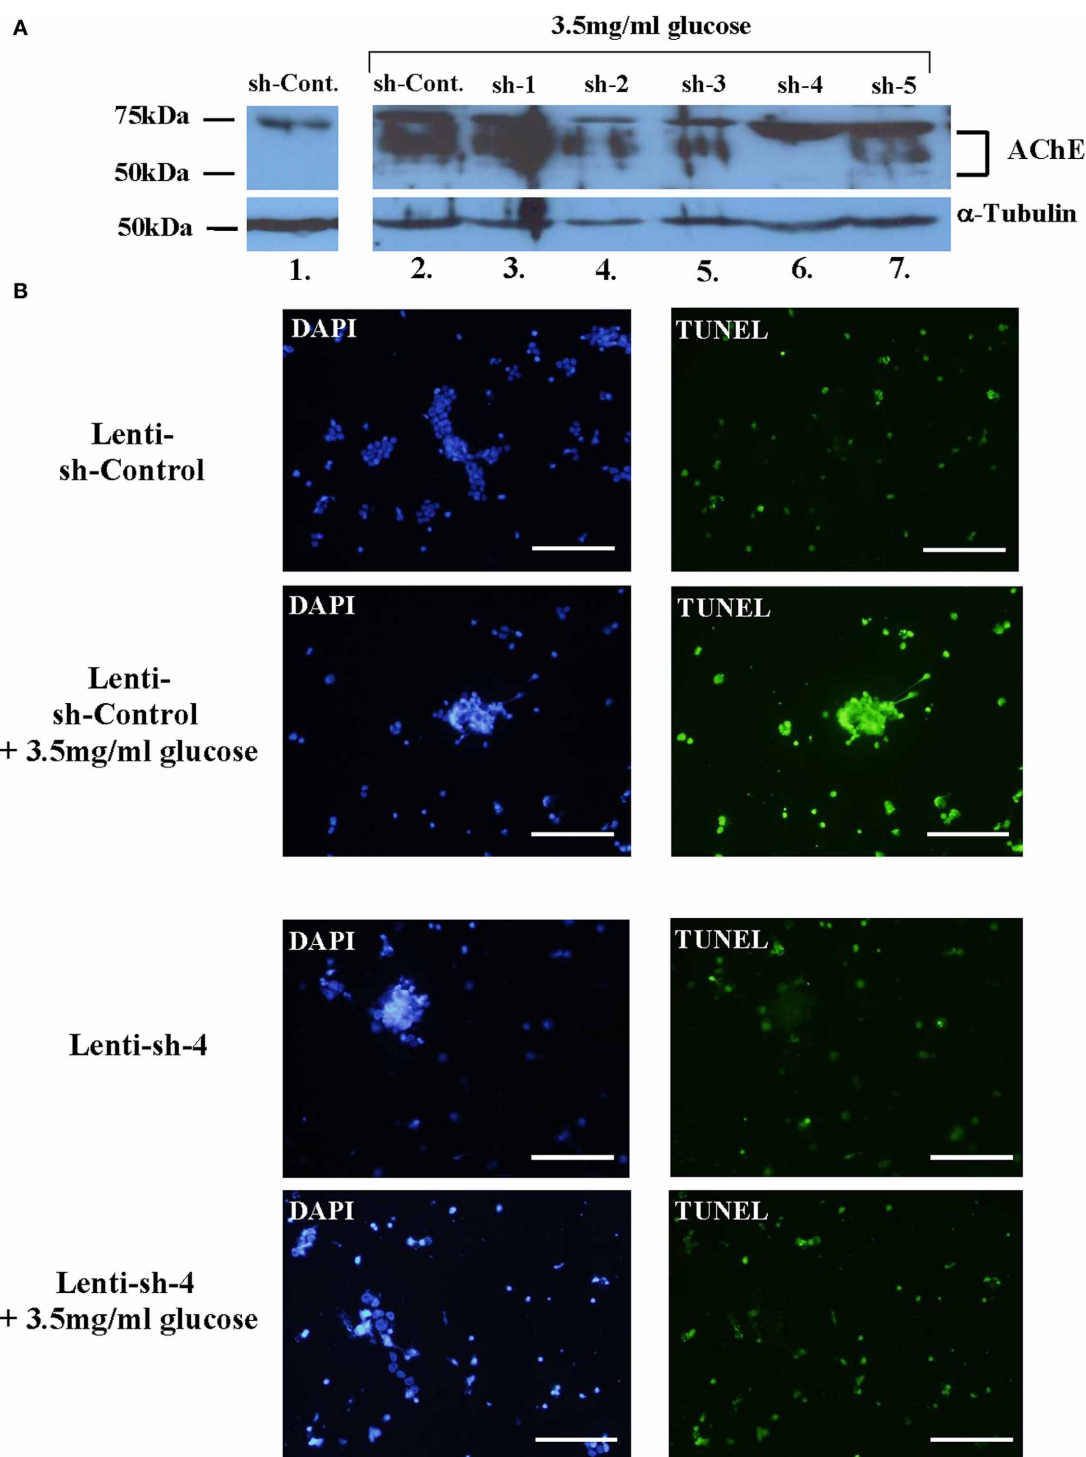 A
3.5mg/ml glucose
sh-Cont. sh-Cont. sh-1 sh-2 sh-3 sh-4 sh-5
75kDa
AChE
50kDa
α-Tubulin
50kDa
1. 2. 3. 4. 5. 6. 7.
B
DAPI TUNEL
Lenti-
sh-Control
DAPI TUNEL
Lenti-
sh-Control
+ 3.5mg/ml glucose
DAPI TUNEL
Lenti-sh-4
DAPI TUNEL
Lenti-sh-4
+ 3.5mg/ml glucose